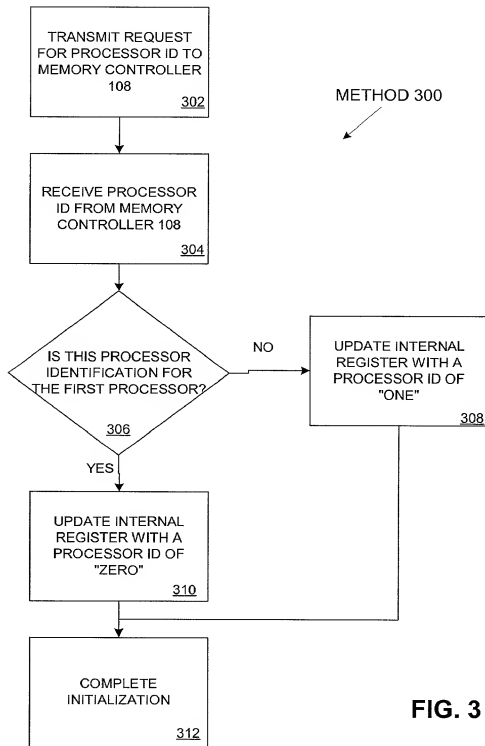 TRANSMIT REQUEST
FOR PROCESSOR ID TO
MEMORY CONTROLLER
108
302
METHOD 300
RECEIVE PROCESSOR
ID FROM MEMORY
CONTROLLER 108
304
IS THIS PROCESSOR
IDENTIFICATION FOR
THE FIRST PROCESSOR?
306
NO
UPDATE INTERNAL
REGISTER WITH A
PROCESSOR ID OF
"ONE"
308
YES
UPDATE INTERNAL
REGISTER WITH A
PROCESSOR ID OF
"ZERO"
310
COMPLETE
INITIALIZATION
312
FIG. 3